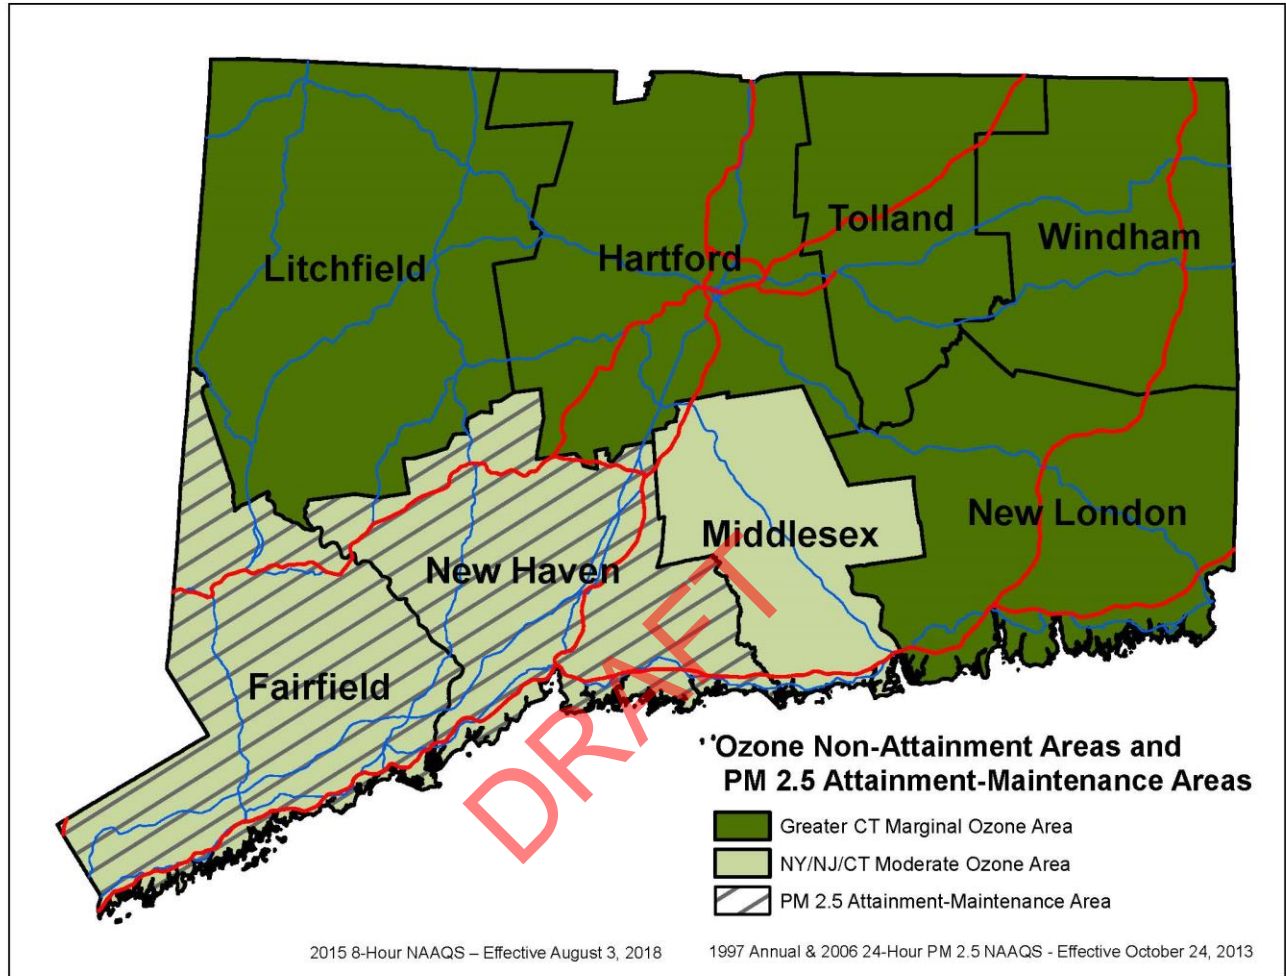 Litchfield
Hartford
Tolland
Windham
New London
Middlesex
New Haven
Fairfield
DRAFT
Ozone Non-Attainment Areas and
PM 2.5 Attainment-Maintenance Areas
Greater CT Marginal Ozone Area
NY/NJ/CT Moderate Ozone Area
PM 2.5 Attainment-Maintenance Area
2015 8-Hour NAAQS – Effective August 3, 2018
1997 Annual & 2006 24-Hour PM 2.5 NAAQS - Effective October 24, 2013